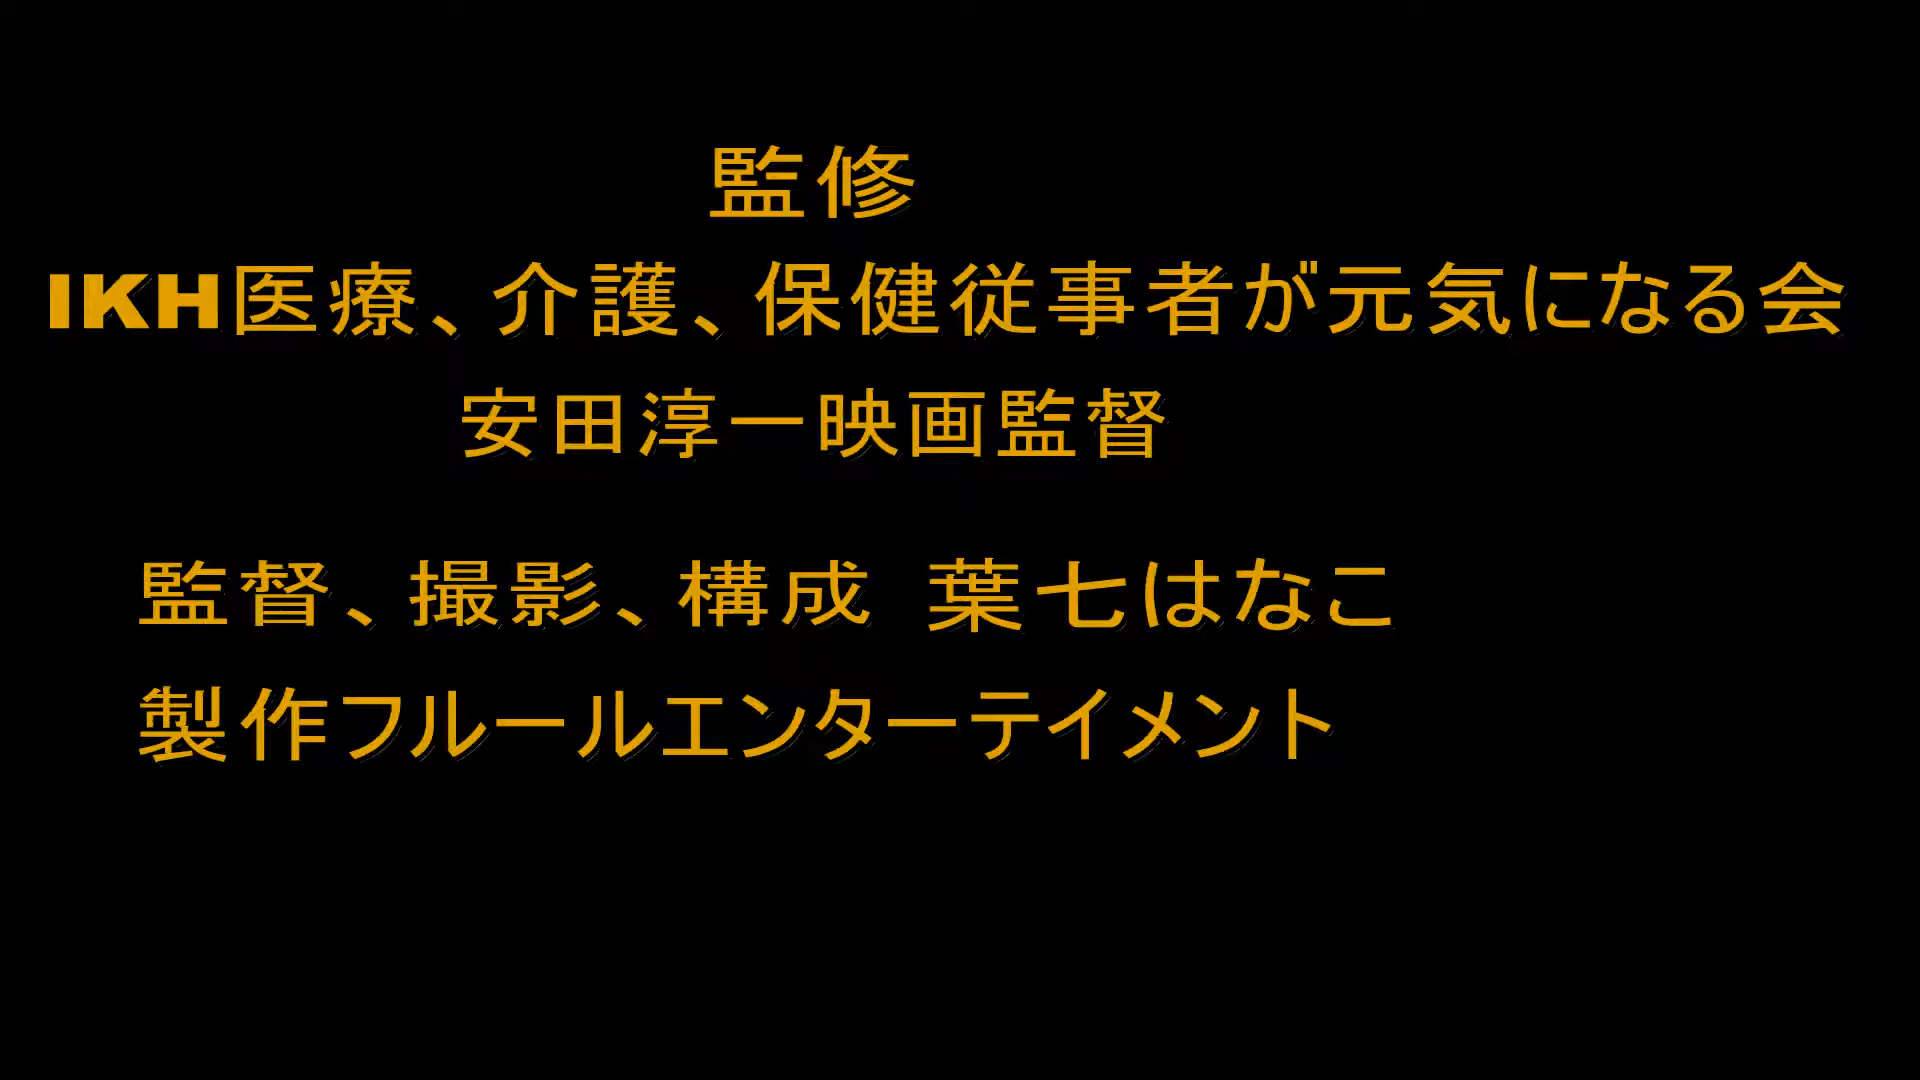 監修
IKH医療、介護、保健従事者が元気になる会
安田淳一映画監督
監督、撮影、構成　葉七はなこ
製作フルールエンターテイメント